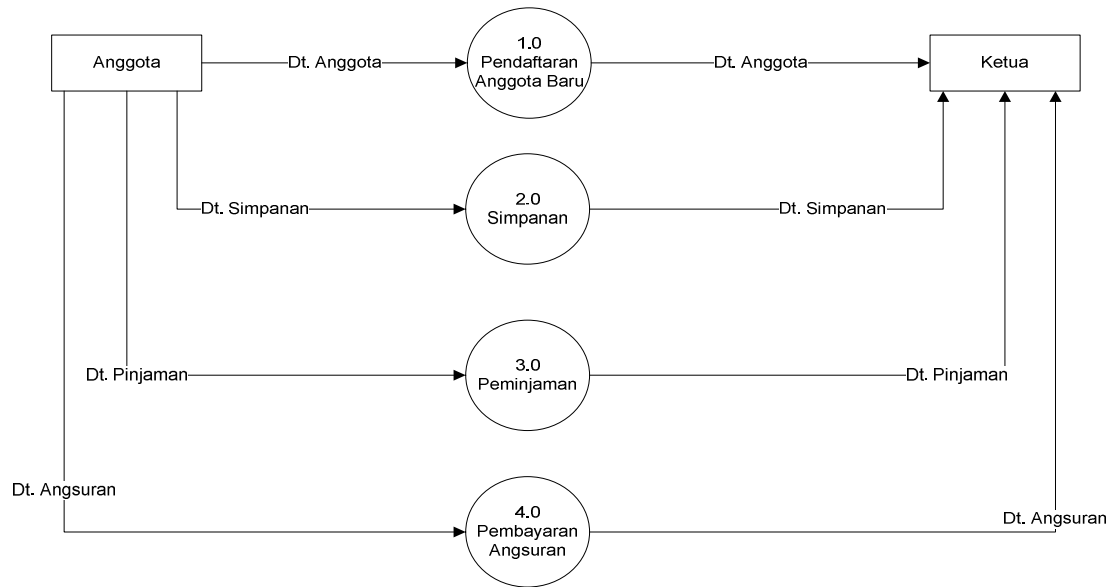 Anggota
Dt. Anggota
1.0
Pendaftaran
Anggota Baru
Dt. Anggota
Ketua
Dt. Simpanan
2.0
Simpanan
Dt. Simpanan
Dt. Pinjaman
3.0
Peminjaman
Dt. Pinjaman
Dt. Angsuran
4.0
Pembayaran
Angsuran
Dt. Angsuran